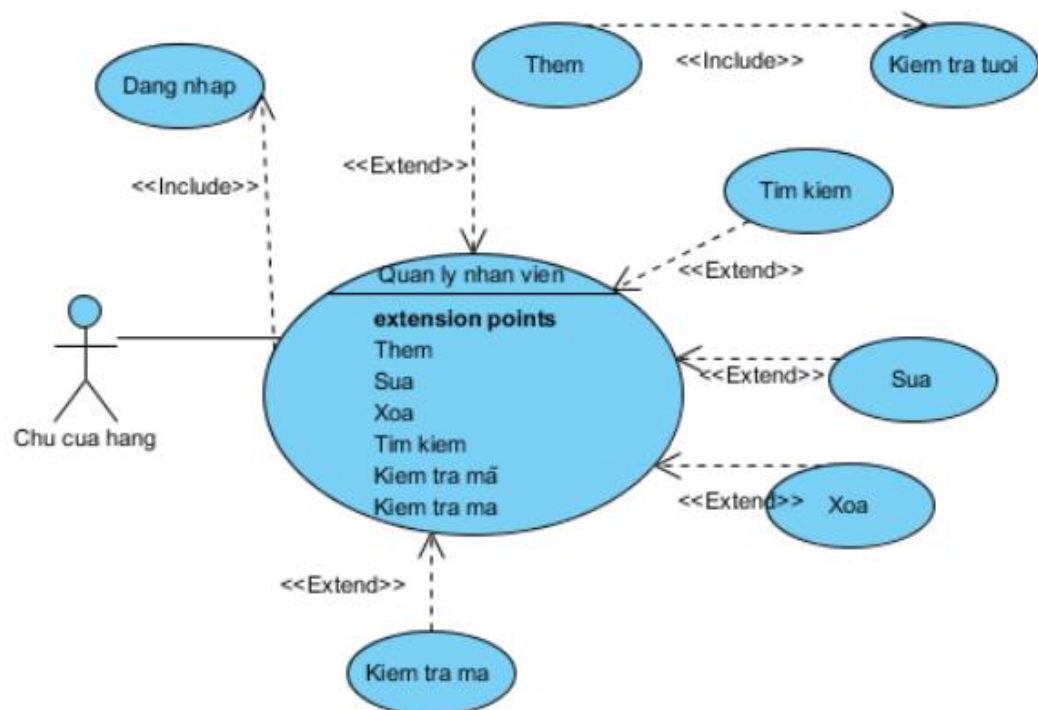 Them
<<Include>>
Kiem tra tuoi
Dang nhap
<<Include>>
<<Extend>>
Tim kiem
<<Extend>>
Quan ly nhan vien
extension points
Them
Sua
Xoa
Tim kiem
Kiem tra mã
Kiem tra ma
Chu cua hang
<<Extend>>
Sua
<<Extend>>
Xoa
<<Extend>>
Kiem tra ma